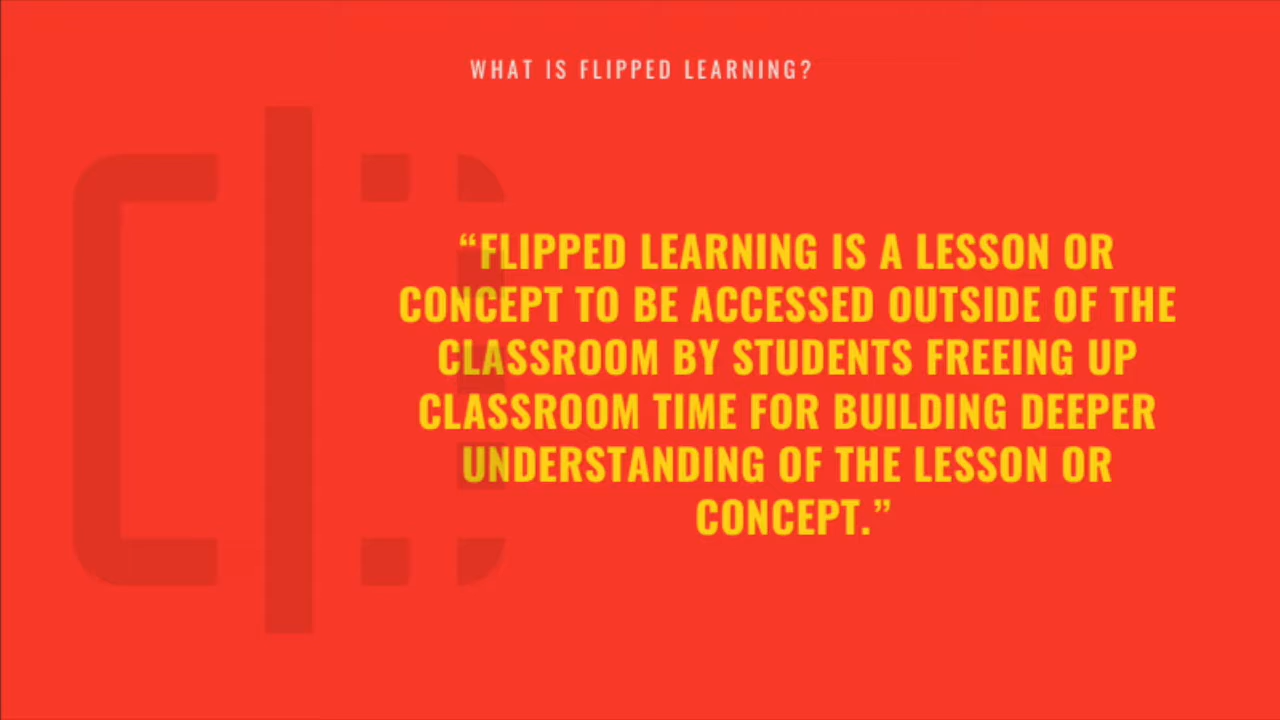 WHAT IS FLIPPED LEARNING?
“FLIPPED LEARNING IS A LESSON OR
CONCEPT TO BE ACCESSED OUTSIDE OF THE
CLASSROOM BY STUDENTS FREEING UP
CLASSROOM TIME FOR BUILDING DEEPER
UNDERSTANDING OF THE LESSON OR
CONCEPT.”